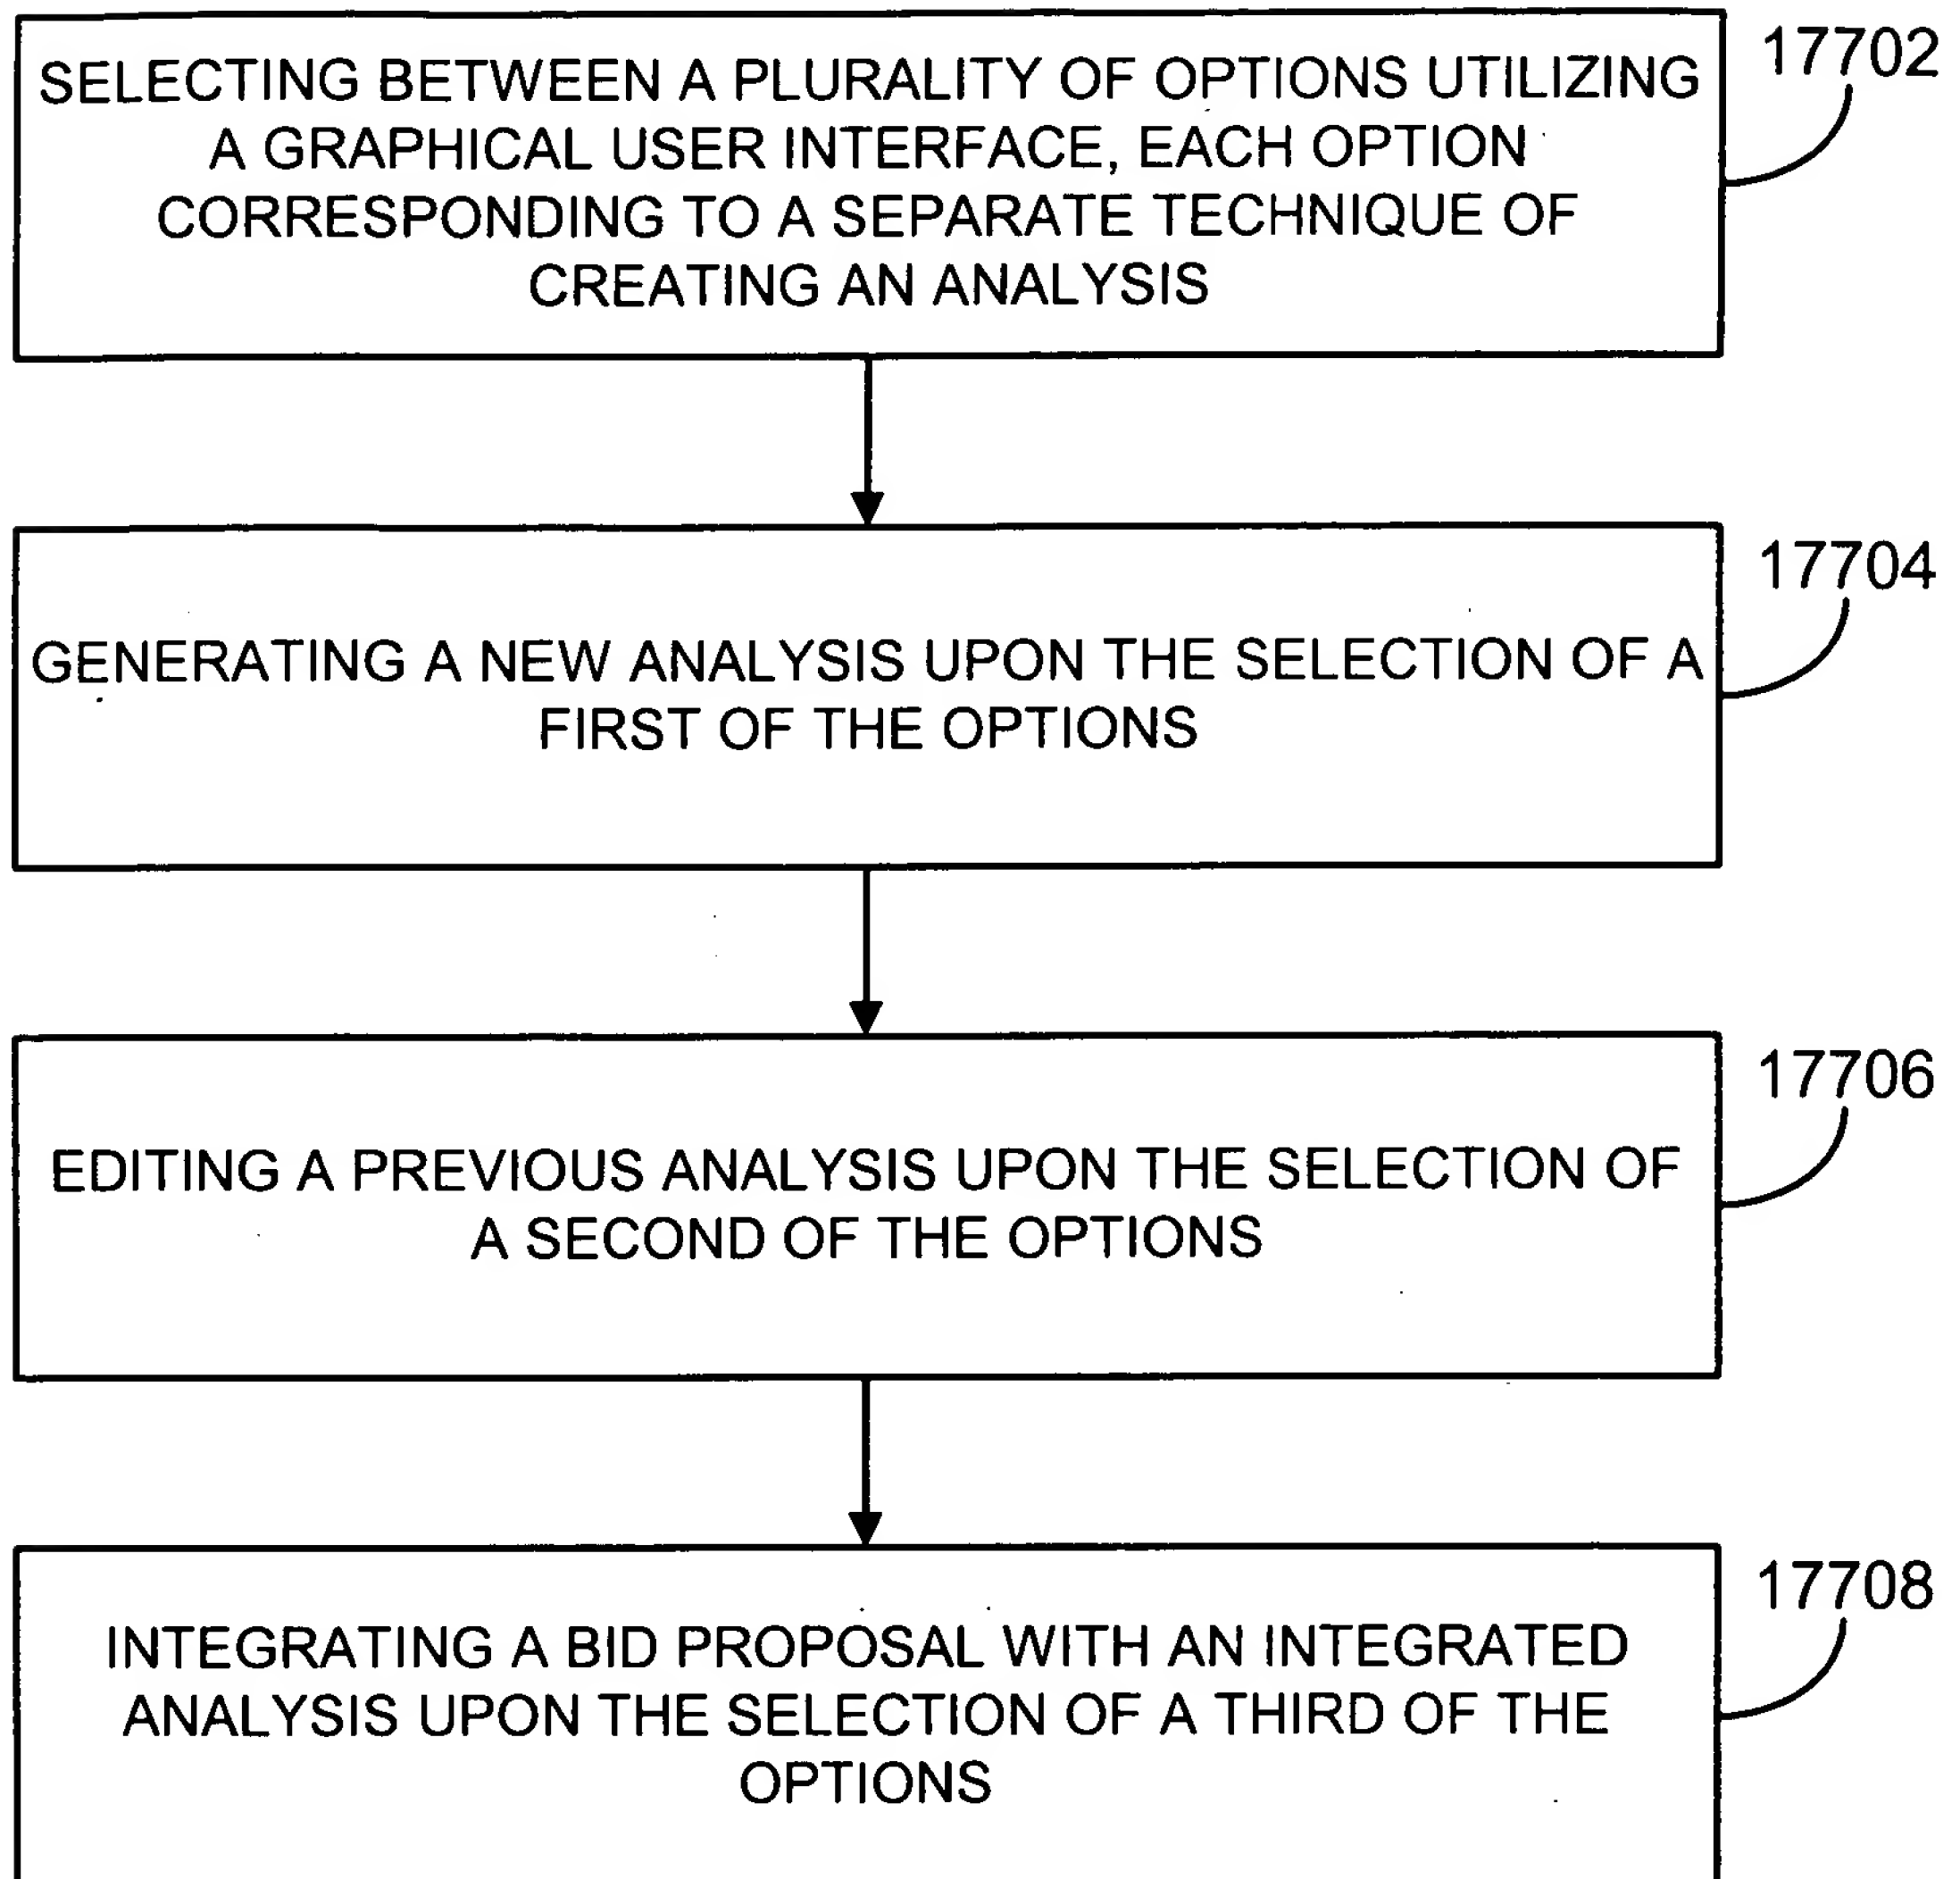 17702
SELECTING BETWEEN A PLURALITY OF OPTIONS UTILIZING
A GRAPHICAL USER INTERFACE, EACH OPTION
CORRESPONDING TO A SEPARATE TECHNIQUE OF
CREATING AN ANALYSIS
17704
GENERATING A NEW ANALYSIS UPON THE SELECTION OF A
FIRST OF THE OPTIONS
17706
EDITING A PREVIOUS ANALYSIS UPON THE SELECTION OF
A SECOND OF THE OPTIONS
17708
INTEGRATING A BID PROPOSAL WITH AN INTEGRATED
ANALYSIS UPON THE SELECTION OF A THIRD OF THE
OPTIONS